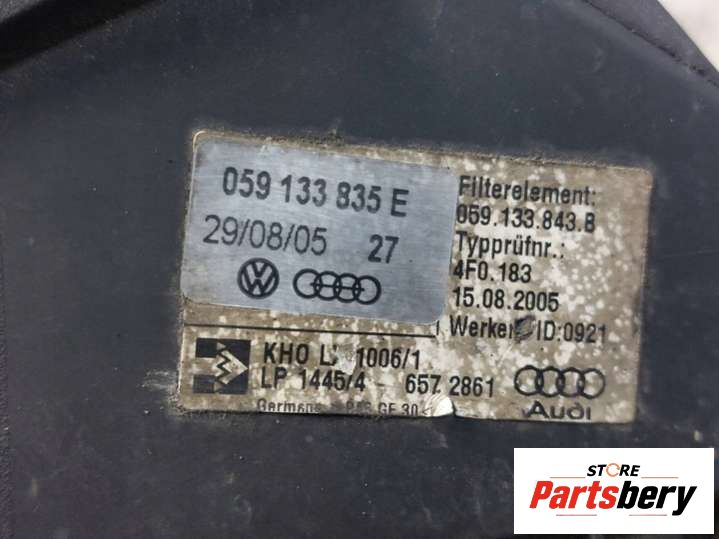 059 133 835 E
29/08/05 27
Filterelement:
059.133.843.B
Typprüfnr.:
4F0.183
15.08.2005
Werker ID:0921
KHO 1006/1
LP 1445/4 657 2861
Audi
STORE
Partsbery